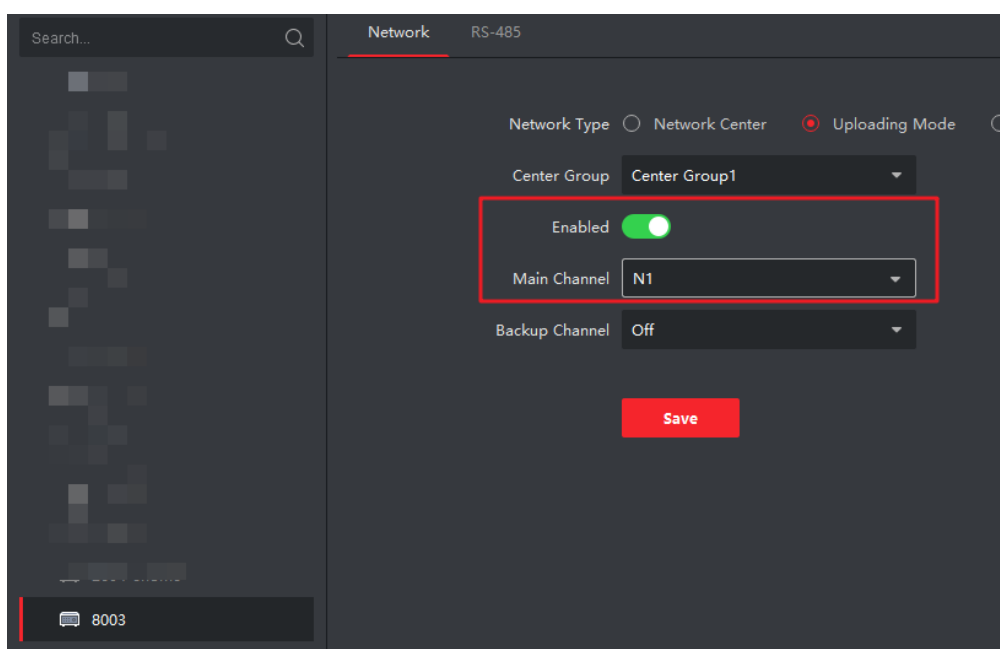 Search...
Network RS-485
Network Type Network Center Uploading Mode
Center Group Center Group1
Enabled
Main Channel N1
Backup Channel Off
Save
8003